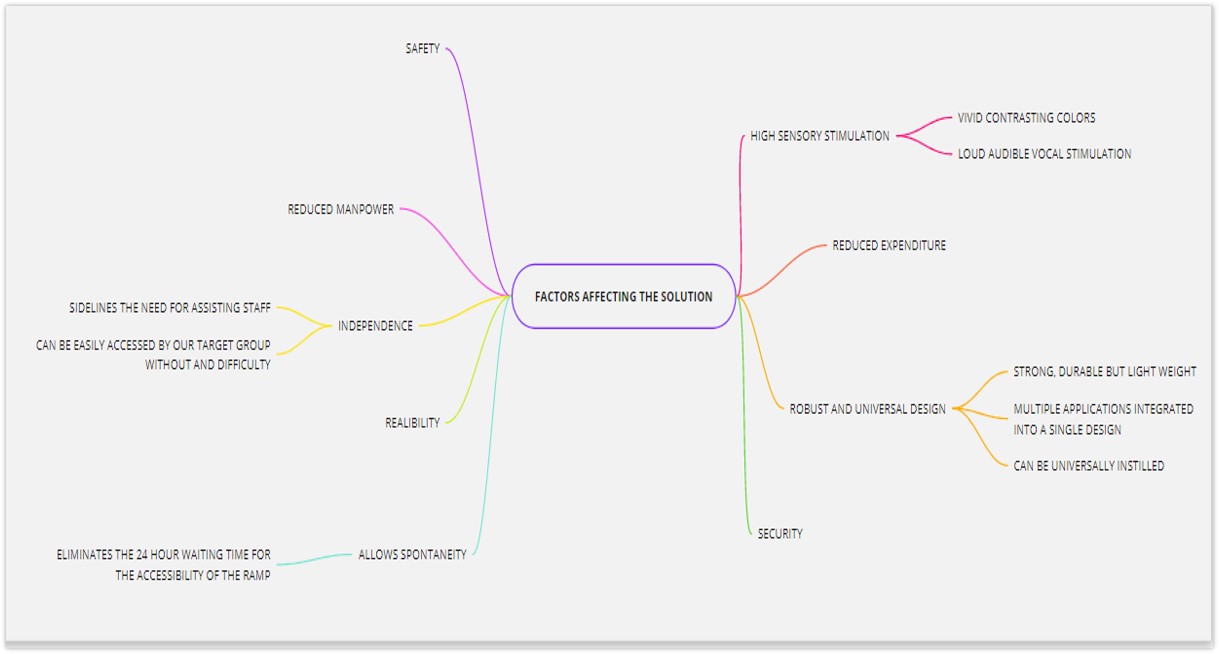 SAFETY
REDUCED MANPOWER
SIDELINES THE NEED FOR ASSISTING STAFF
CAN BE EASILY ACCESSED BY OUR TARGET GROUP
WITHOUT AND DIFFICULTY
INDEPENDENCE
REALIBILITY
ELIMINATES THE 24 HOUR WAITING TIME FOR
THE ACCESSIBILITY OF THE RAMP
ALLOWS SPONTANEITY
FACTORS AFFECTING THE SOLUTION
HIGH SENSORY STIMULATION
VIVID CONTRASTING COLORS
LOUD AUDIBLE VOCAL STIMULATION
REDUCED EXPENDITURE
ROBUST AND UNIVERSAL DESIGN
STRONG, DURABLE BUT LIGHT WEIGHT
MULTIPLE APPLICATIONS INTEGRATED
INTO A SINGLE DESIGN
CAN BE UNIVERSALLY INSTILLED
SECURITY